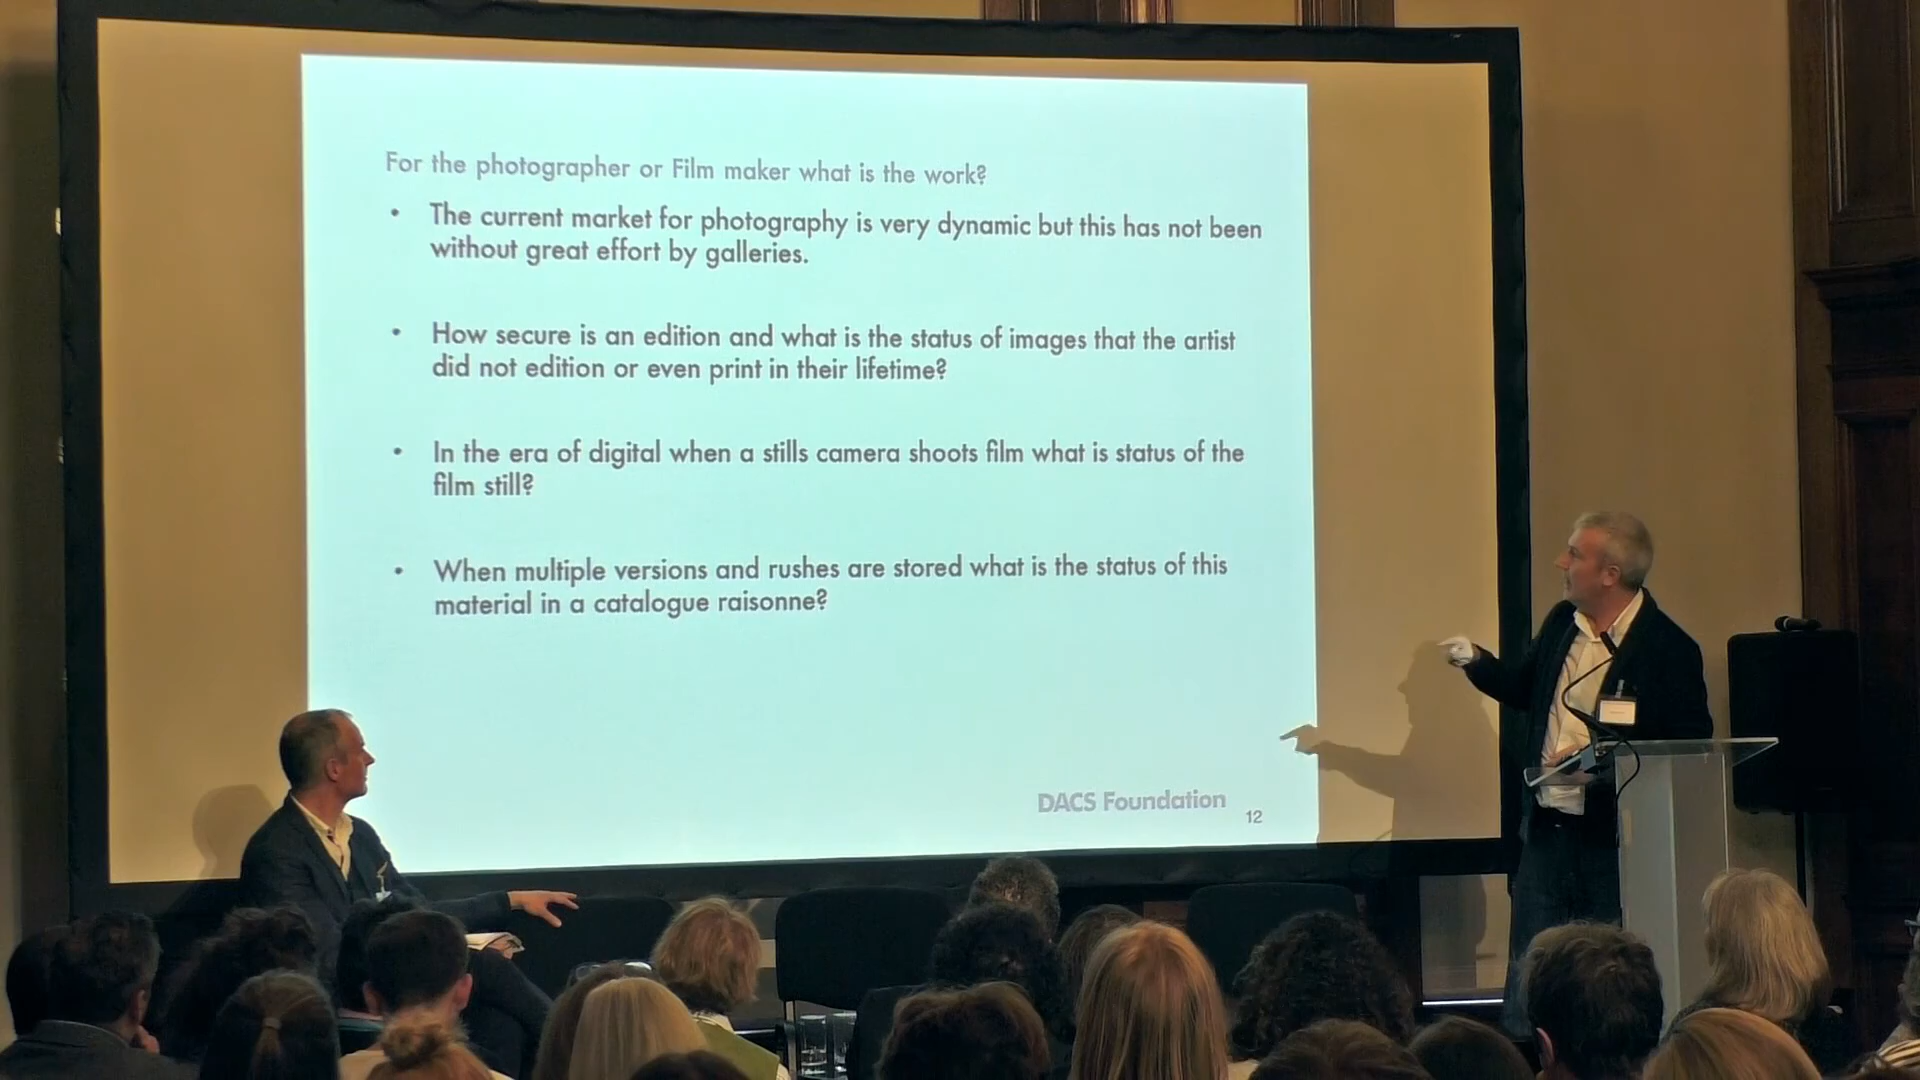 For the photographer or Film maker what is the work?
• The current market for photography is very dynamic but this has not been
without great effort by galleries.
• How secure is an edition and what is the status of images that the artist
did not edition or even print in their lifetime?
• In the era of digital when a stills camera shoots film what is status of the
film still?
• When multiple versions and rushes are stored what is the status of this
material in a catalogue raisonne?
DACS Foundation
12